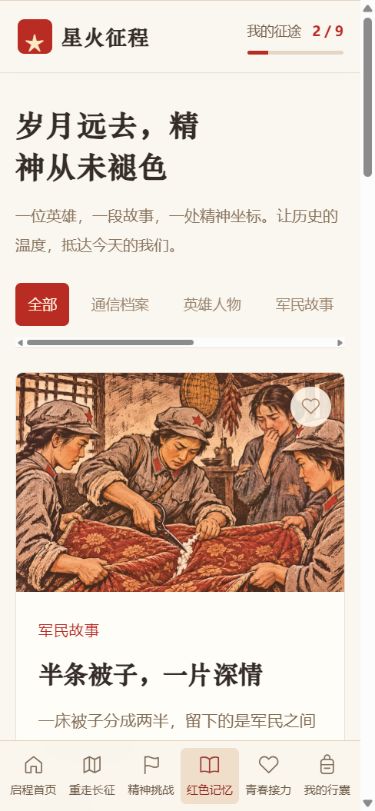 星火征程
我的征途 2 / 9
岁月远去，精
神从未褪色
一位英雄，一段故事，一处精神坐标。让历史的
温度，抵达今天的我们。
全部 通信档案 英雄人物 军民故事
军民故事
半条被子，一片深情
一床被子分成两半，留下的是军民之间
启程首页 重走长征 精神挑战 红色记忆 青春接力 我的行囊